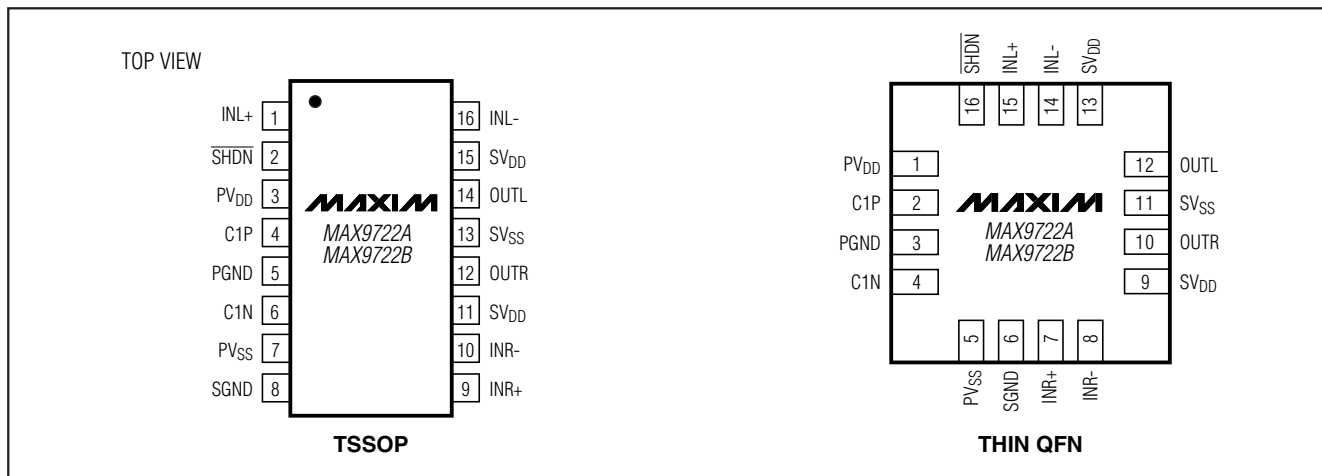 TOP VIEW
INL+ 1
SHDN 2
PVDD 3
C1P 4
PGND 5
C1N 6
PVSS 7
SGND 8
16 INL-
15 SVDD
14 OUTL
13 SVSS
12 OUTR
11 SVDD
10 INR-
9 INR+
MAXIM
MAX9722A
MAX9722B
TSSOP
SHDN INL+ INL- SVDD
16 15 14 13
PVDD 1
C1P 2
PGND 3
C1N 4
MAXIM
MAX9722A
MAX9722B
12 OUTL
11 SVSS
10 OUTR
9 SVDD
5 6 7 8
PVSS SGND INR+ INR-
THIN QFN